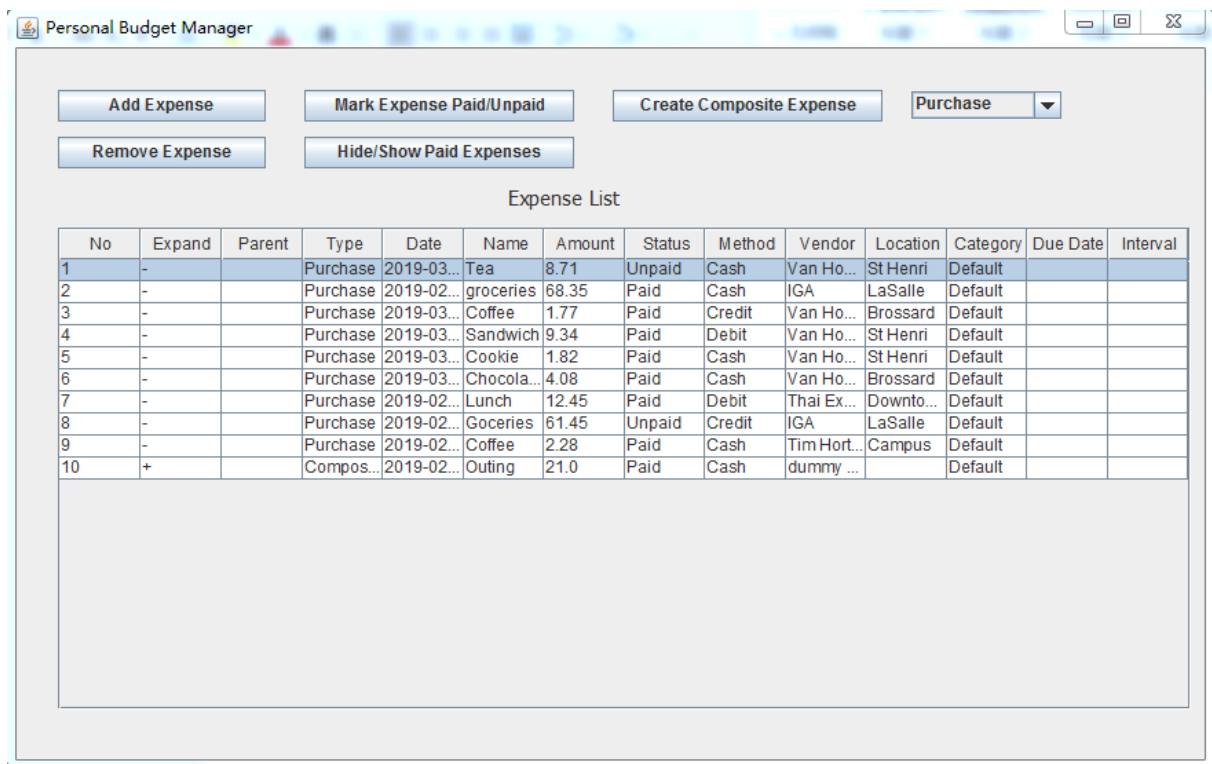 Personal Budget Manager
Add Expense Mark Expense Paid/Unpaid Create Composite Expense Purchase
Remove Expense Hide/Show Paid Expenses
Expense List
No Expand Parent Type Date Name Amount Status Method Vendor Location Category Due Date Interval
1 - Purchase 2019-03... Tea 8.71 Unpaid Cash Van Ho... St Henri Default
2 - Purchase 2019-02... groceries 68.35 Paid Cash IGA LaSalle Default
3 - Purchase 2019-03... Coffee 1.77 Paid Credit Van Ho... Brossard Default
4 - Purchase 2019-03... Sandwich 9.34 Paid Debit Van Ho... St Henri Default
5 - Purchase 2019-03... Cookie 1.82 Paid Cash Van Ho... St Henri Default
6 - Purchase 2019-03... Chocola... 4.08 Paid Cash Van Ho... Brossard Default
7 - Purchase 2019-02... Lunch 12.45 Paid Debit Thai Ex... Downto... Default
8 - Purchase 2019-02... Goceries 61.45 Unpaid Credit IGA LaSalle Default
9 - Purchase 2019-02... Coffee 2.28 Paid Cash Tim Hort... Campus Default
10 + Compos... 2019-02... Outing 21.0 Paid Cash dummy ... Default